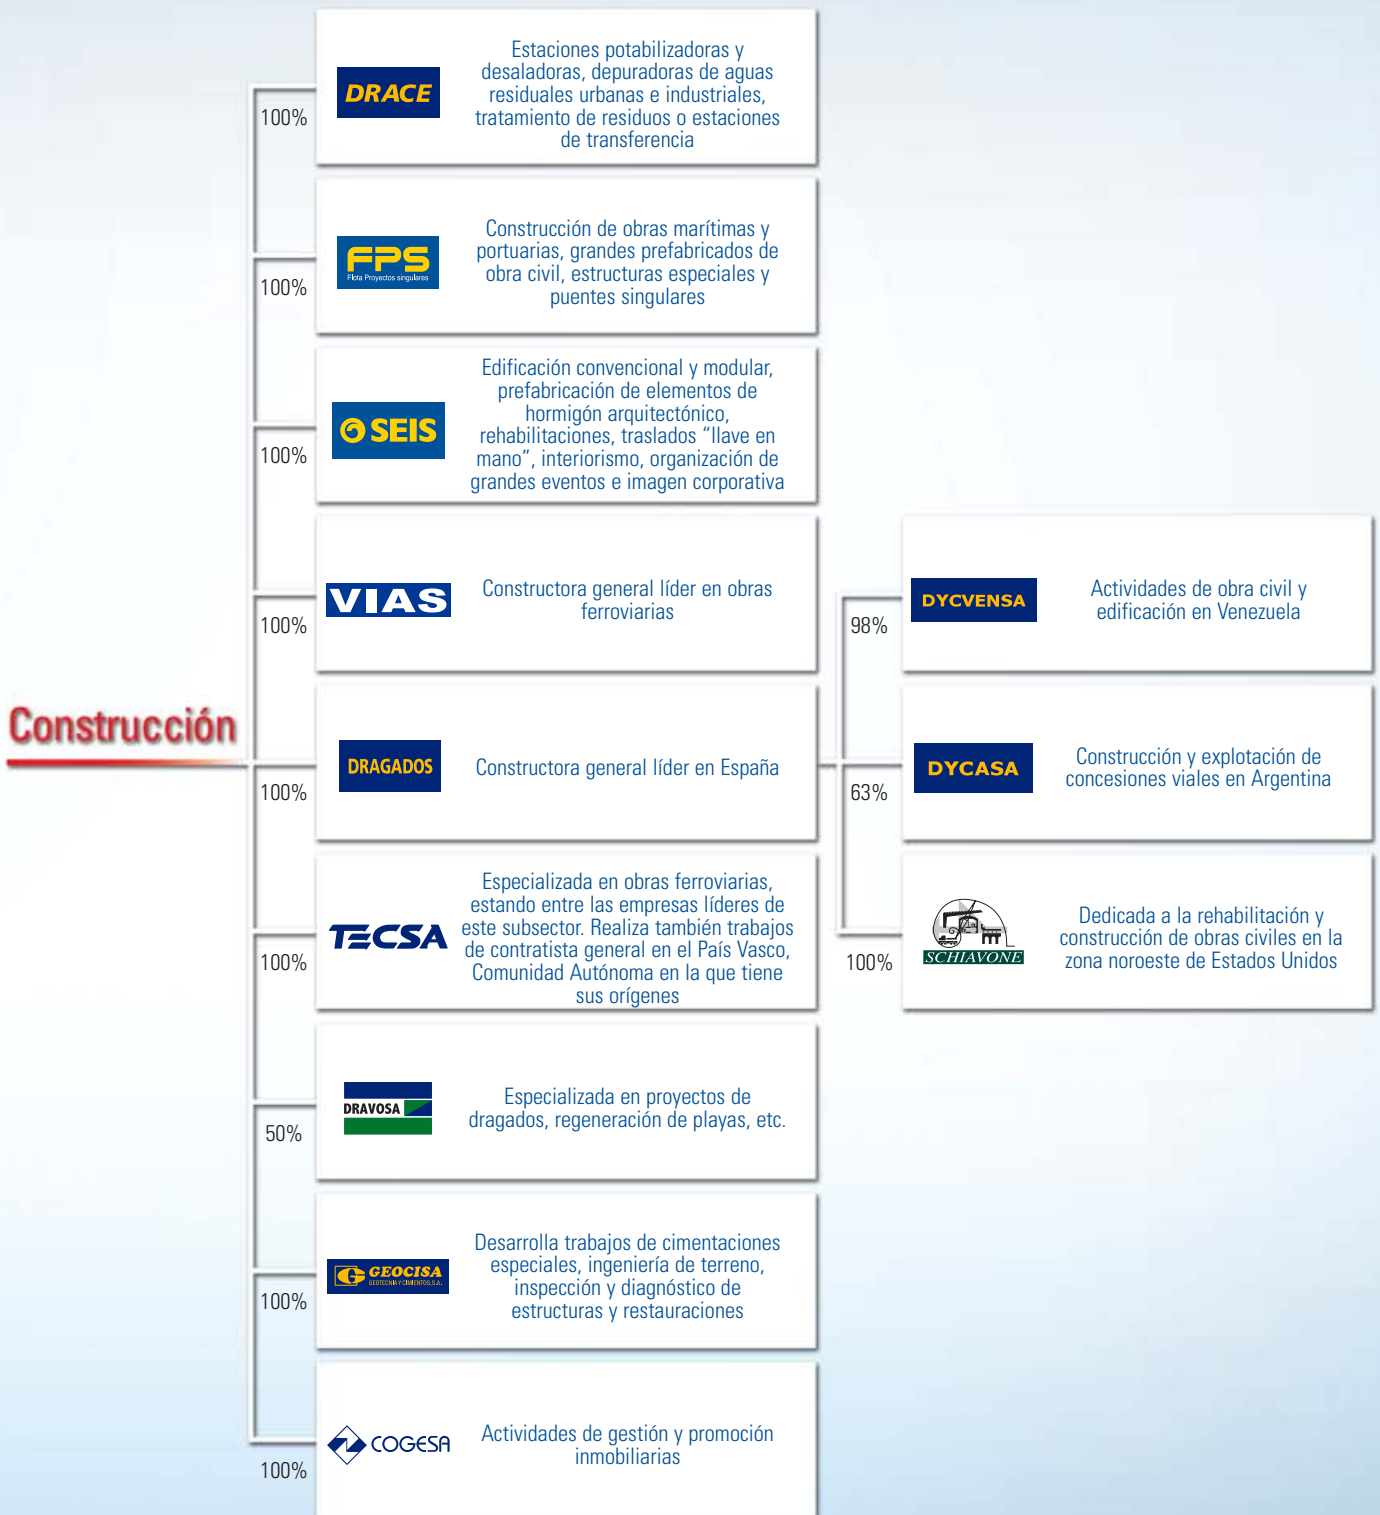 Construcción
100%
DRACE
Estaciones potabilizadoras y
desaladoras, depuradoras de aguas
residuales urbanas e industriales,
tratamiento de residuos o estaciones
de transferencia
100%
FPS
Flota Proyectos singulares
Construcción de obras marítimas y
portuarias, grandes prefabricados de
obra civil, estructuras especiales y
puentes singulares
100%
SEIS
Edificación convencional y modular,
prefabricación de elementos de
hormigón arquitectónico,
rehabilitaciones, traslados “llave en
mano”, interiorismo, organización de
grandes eventos e imagen corporativa
100%
VIAS
Constructora general líder en obras
ferroviarias
100%
DRAGADOS
Constructora general líder en España
98%
DYCVENSA
Actividades de obra civil y
edificación en Venezuela
63%
DYCASA
Construcción y explotación de
concesiones viales en Argentina
100%
SCHIAVONE
Dedicada a la rehabilitación y
construcción de obras civiles en la
zona noroeste de Estados Unidos
100%
TECSA
Especializada en obras ferroviarias,
estando entre las empresas líderes de
este subsector. Realiza también trabajos
de contratista general en el País Vasco,
Comunidad Autónoma en la que tiene
sus orígenes
50%
DRAVOSA
Especializada en proyectos de
dragados, regeneración de playas, etc.
100%
GEOCISA
GEOTECNIA Y CIMIENTOS S.A.
Desarrolla trabajos de cimentaciones
especiales, ingeniería de terreno,
inspección y diagnóstico de
estructuras y restauraciones
100%
COGESA
Actividades de gestión y promoción
inmobiliarias